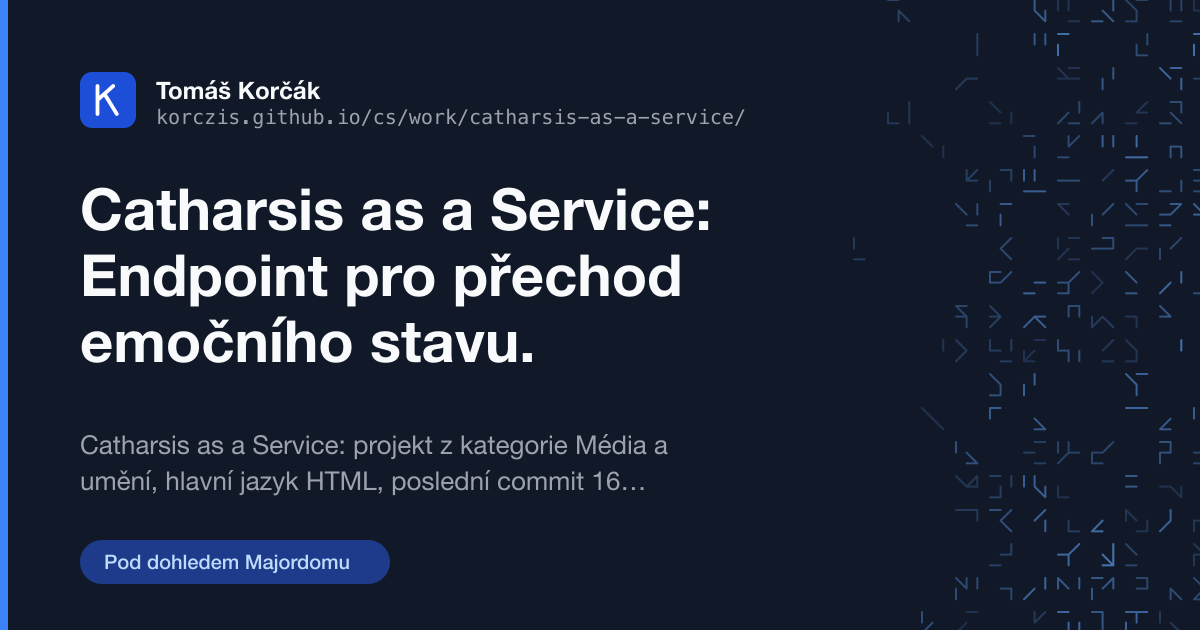 K
Tomáš Korčák
korczis.github.io/cs/work/catharsis-as-a-service/
Catharsis as a Service:
Endpoint pro přechod
emočního stavu.
Catharsis as a Service: projekt z kategorie Média a
umění, hlavní jazyk HTML, poslední commit 16…
Pod dohledem Majordomu